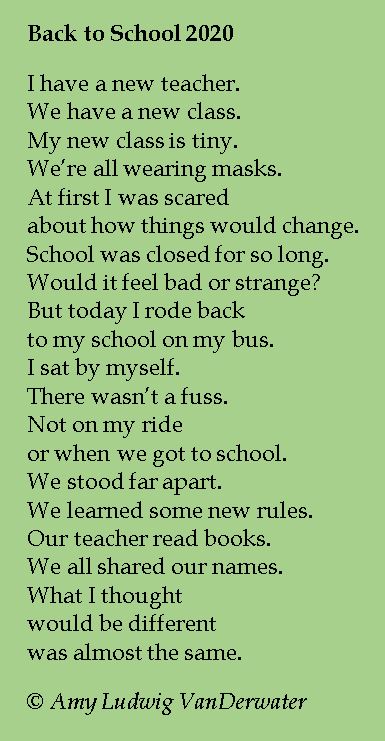 Back to School 2020
I have a new teacher.
We have a new class.
My new class is tiny.
We're all wearing masks.
At first I was scared
about how things would change.
School was closed for so long.
Would it feel bad or strange?
But today I rode back
to my school on my bus.
I sat by myself.
There wasn't a fuss.
Not on my ride
or when we got to school.
We stood far apart.
We learned some new rules.
Our teacher read books.
We all shared our names.
What I thought
would be different
was almost the same.
© Amy Ludwig VanDerwater